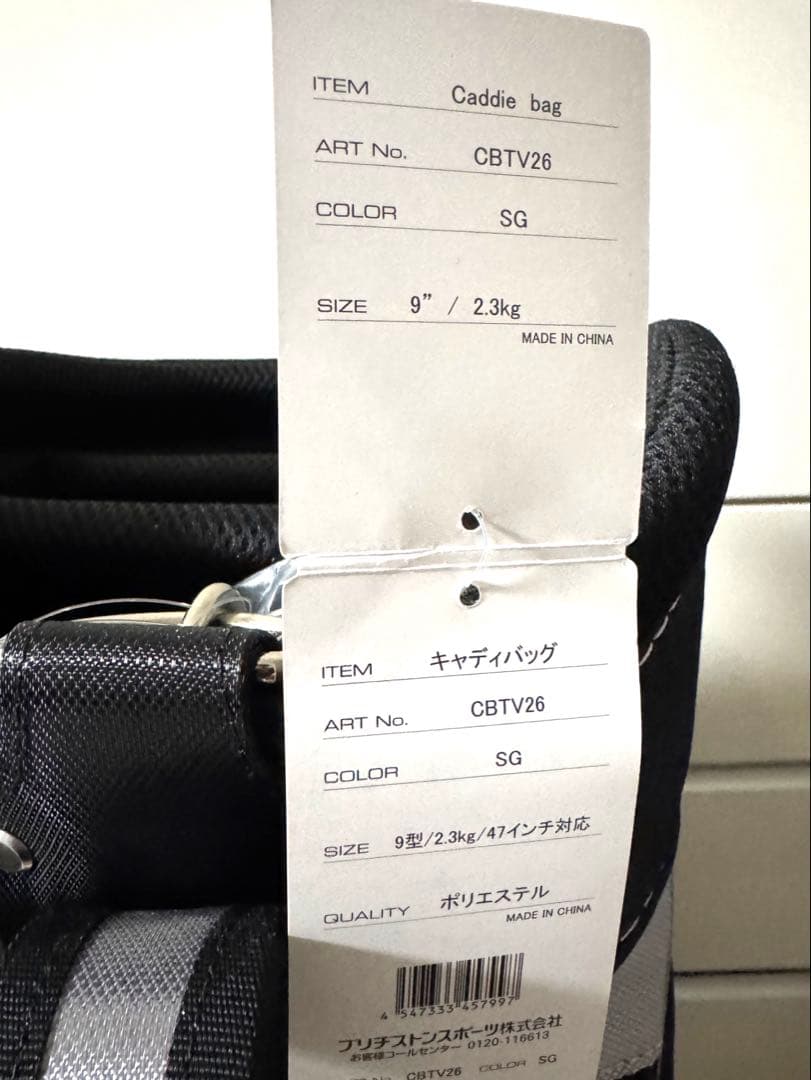 ITEM Caddie bag
ART No. CBTV26
COLOR SG
SIZE 9” / 2.3kg
MADE IN CHINA
ITEM キャディバッグ
ART No. CBTV26
COLOR SG
SIZE 9型/2.3kg/47インチ対応
QUALITY ポリエステル
MADE IN CHINA
4 547333 457997
ブリヂストンスポーツ株式会社
お客様コールセンター 0120-116613
No. CBTV26 COLOR SG